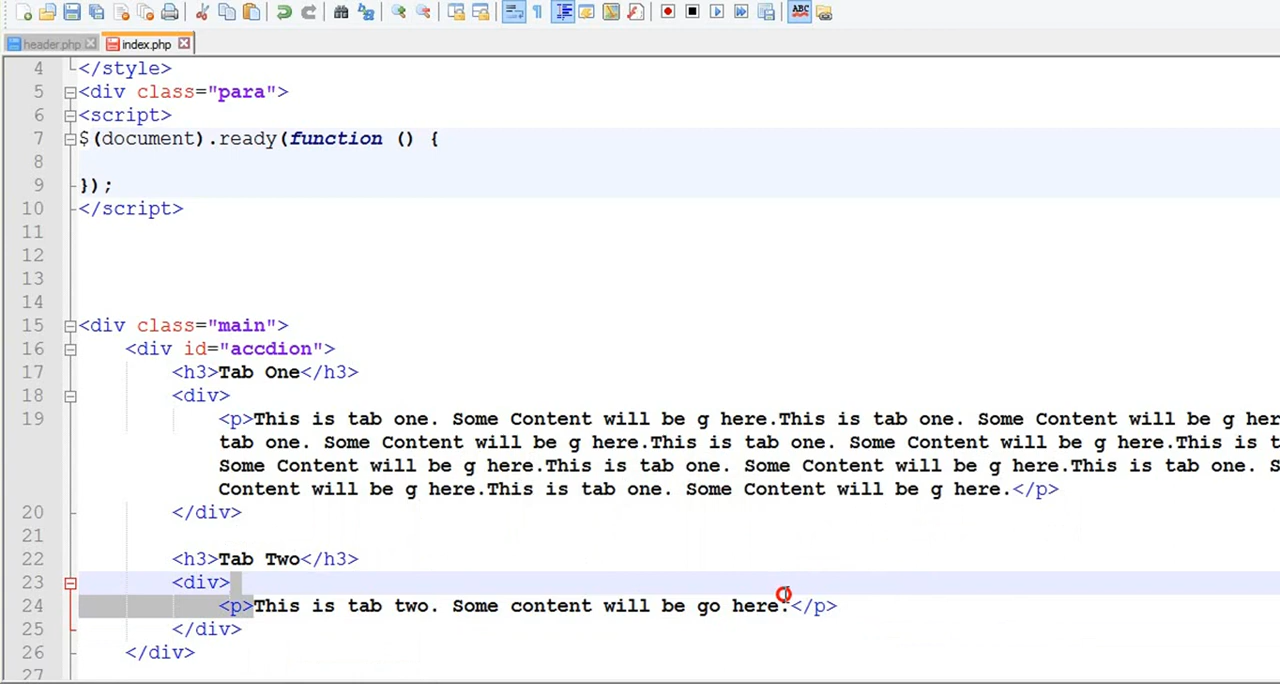 ABC
header.php
index.php
4 </style>
5 <div class="para">
6 <script>
7 $(document).ready(function () {
8
9 });
10 </script>
11
12
13
14
15 <div class="main">
16 <div id="accdion">
17 <h3>Tab One</h3>
18 <div>
19 <p>This is tab one. Some Content will be g here.This is tab one. Some Content will be g her
tab one. Some Content will be g here.This is tab one. Some Content will be g here.This is t
Some Content will be g here.This is tab one. Some Content will be g here.This is tab one. S
Content will be g here.This is tab one. Some Content will be g here.</p>
20 </div>
21
22 <h3>Tab Two</h3>
23 <div>
24 <p>This is tab two. Some content will be go here.</p>
25 </div>
26 </div>
27